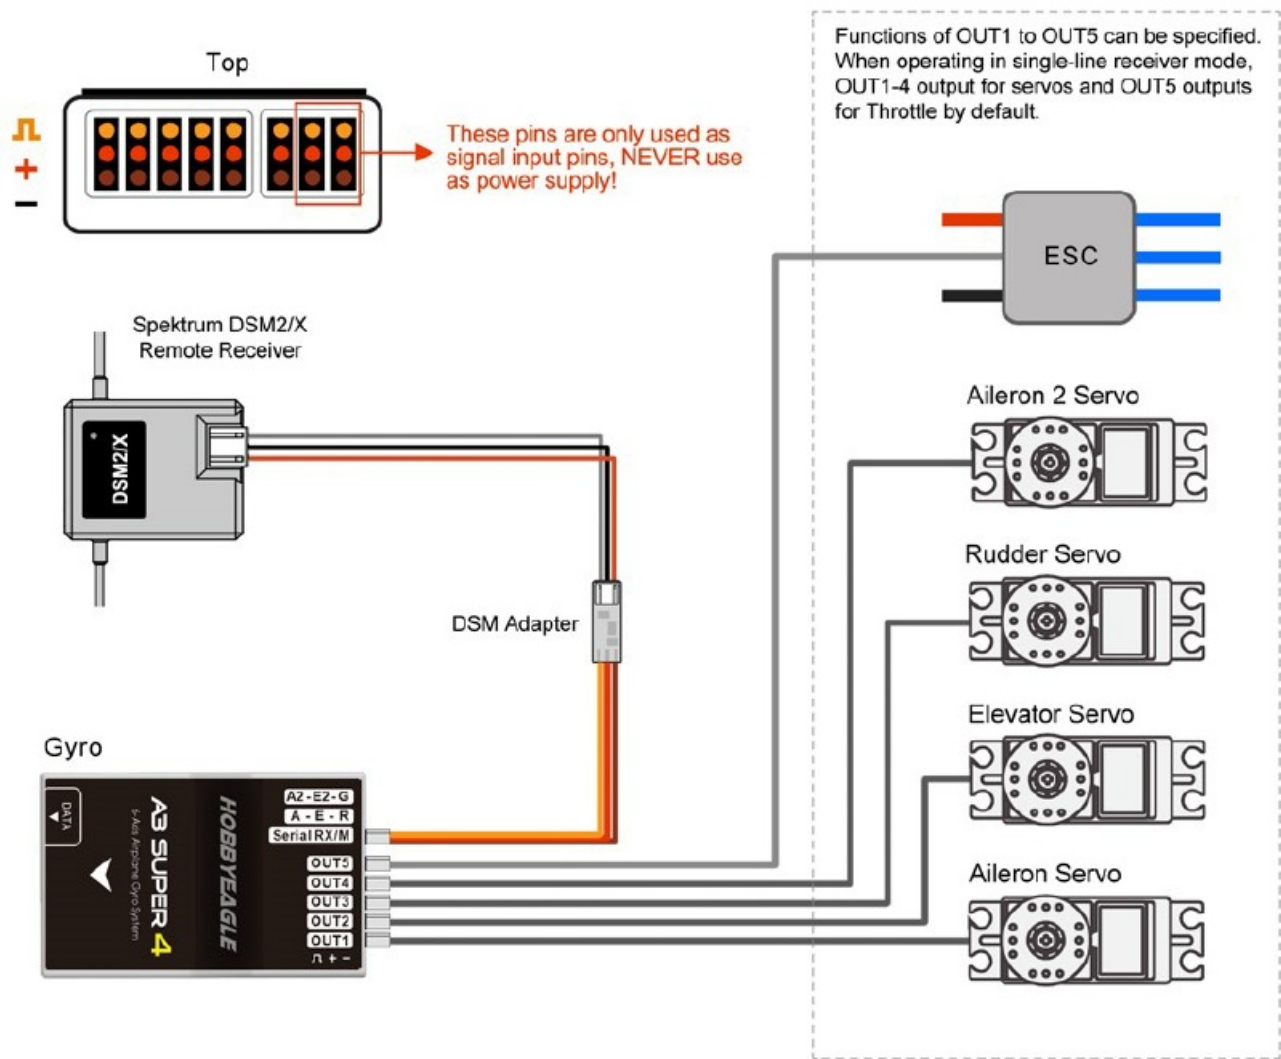 Functions of OUT1 to OUT5 can be specified.
When operating in single-line receiver mode,
OUT1-4 output for servos and OUT5 outputs
for Throttle by default.
Top
+
−
These pins are only used as
signal input pins, NEVER use
as power supply!
ESC
Spektrum DSM2/X
Remote Receiver
DSM2/X
DSM Adapter
Aileron 2 Servo
Rudder Servo
Elevator Servo
Aileron Servo
Gyro
DATA
A3 SUPER 4
6-Axis Airplane Gyro System
HOBBYEAGLE
A2-E2-G
A-E-R
Serial RX/M
OUT5
OUT4
OUT3
OUT2
OUT1
+ -